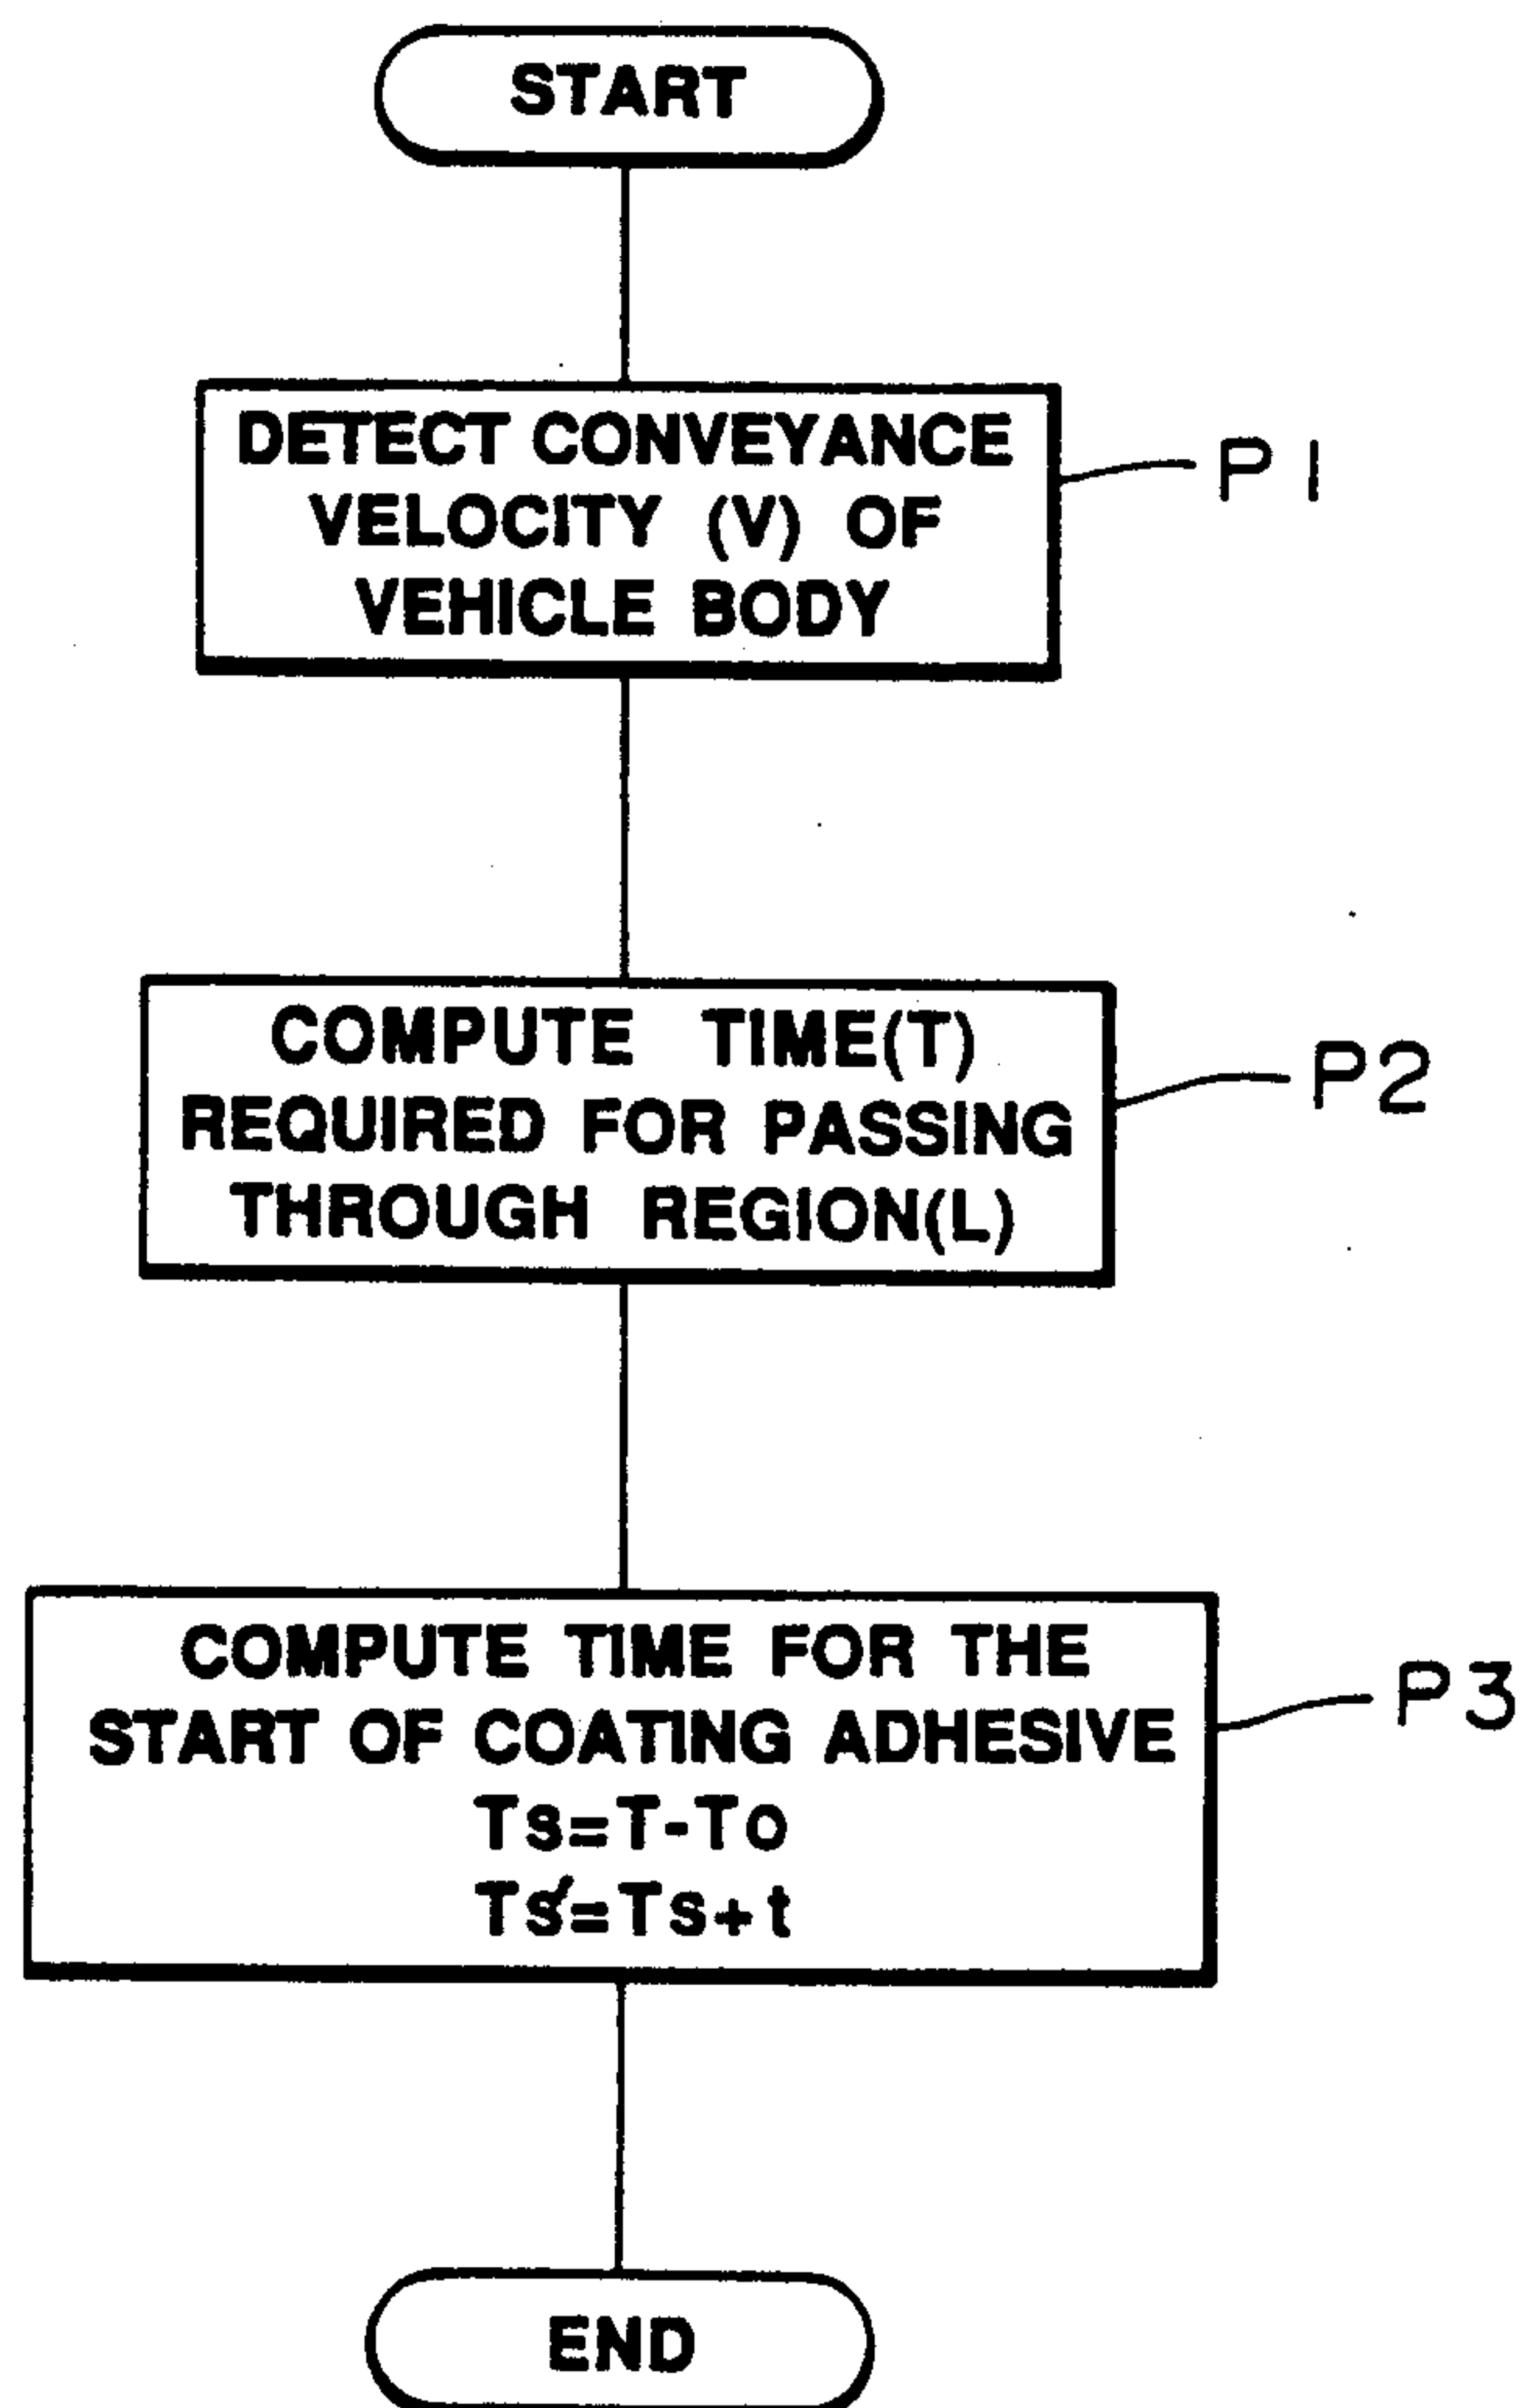 START
DETECT CONVEYANCE
VELOCITY (V) OF
VEHICLE BODY
P1
COMPUTE TIME(T)
REQUIRED FOR PASSING
THROUGH REGION(L)
P2
COMPUTE TIME FOR THE
START OF COATING ADHESIVE
Ts=T-To
Ts'=Ts+t
P3
END